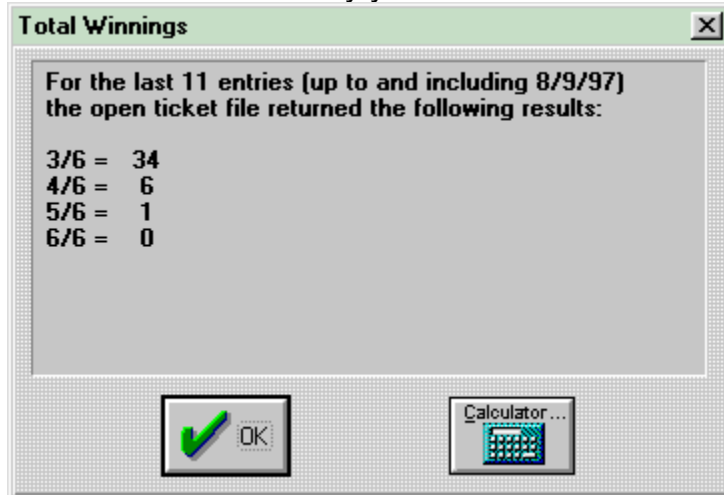 Total Winnings
For the last 11 entries (up to and including 8/9/97)
the open ticket file returned the following results:
3/6 = 34
4/6 = 6
5/6 = 1
6/6 = 0
OK
Calculator...